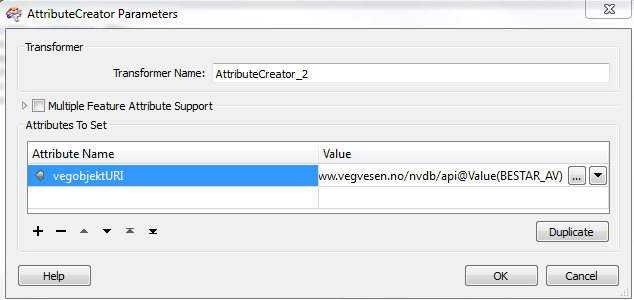 AttributeCreator Parameters
Transformer
Transformer Name: AttributeCreator_2
Multiple Feature Attribute Support
Attributes To Set
Attribute Name Value
vegobjektURI ww.vegvesen.no/nvdb/api@Value(BESTAR_AV) ...
Duplicate
Help OK Cancel